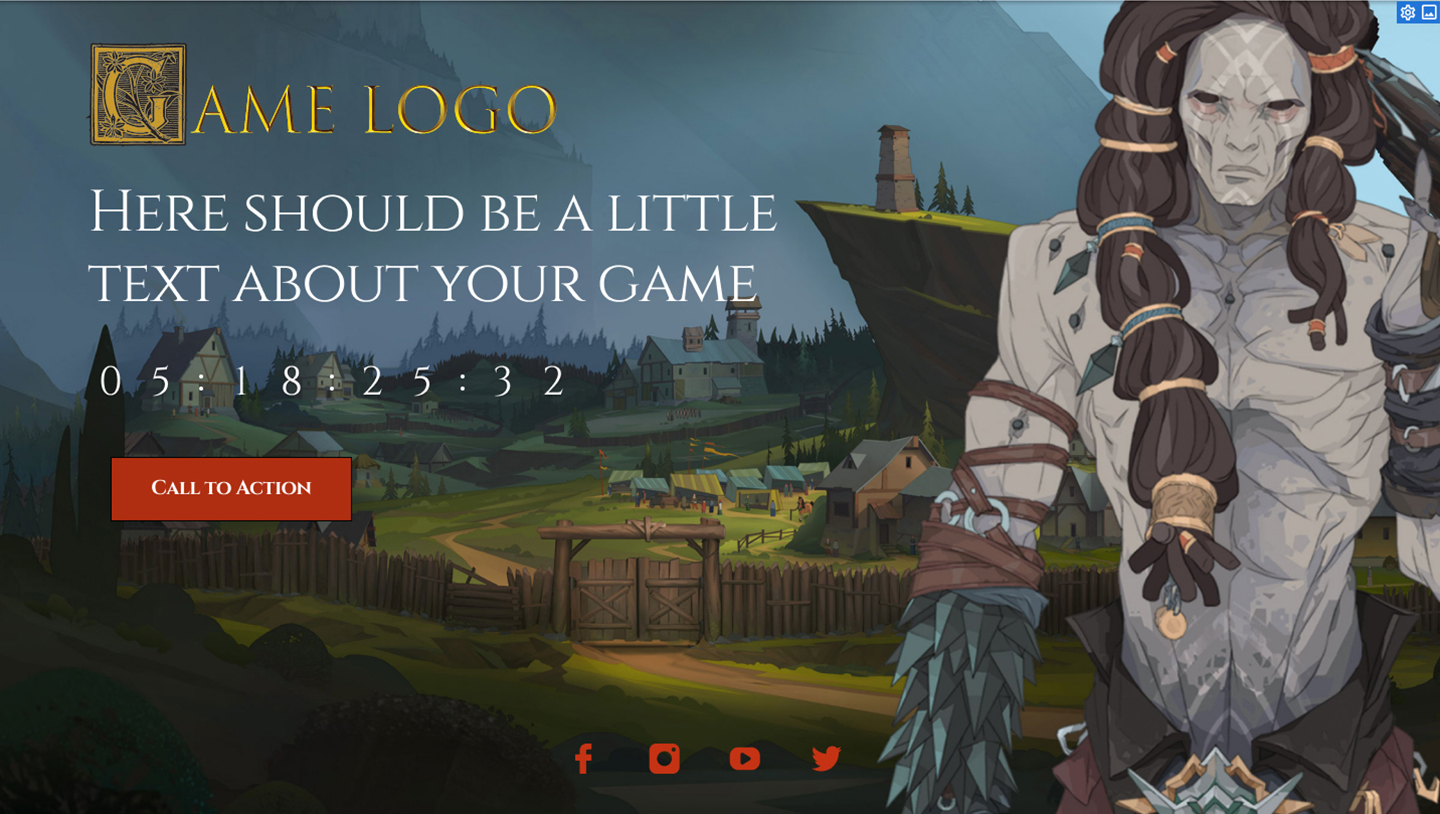 GAME LOGO
HERE SHOULD BE A LITTLE
TEXT ABOUT YOUR GAME
05:18:25:32
CALL TO ACTION